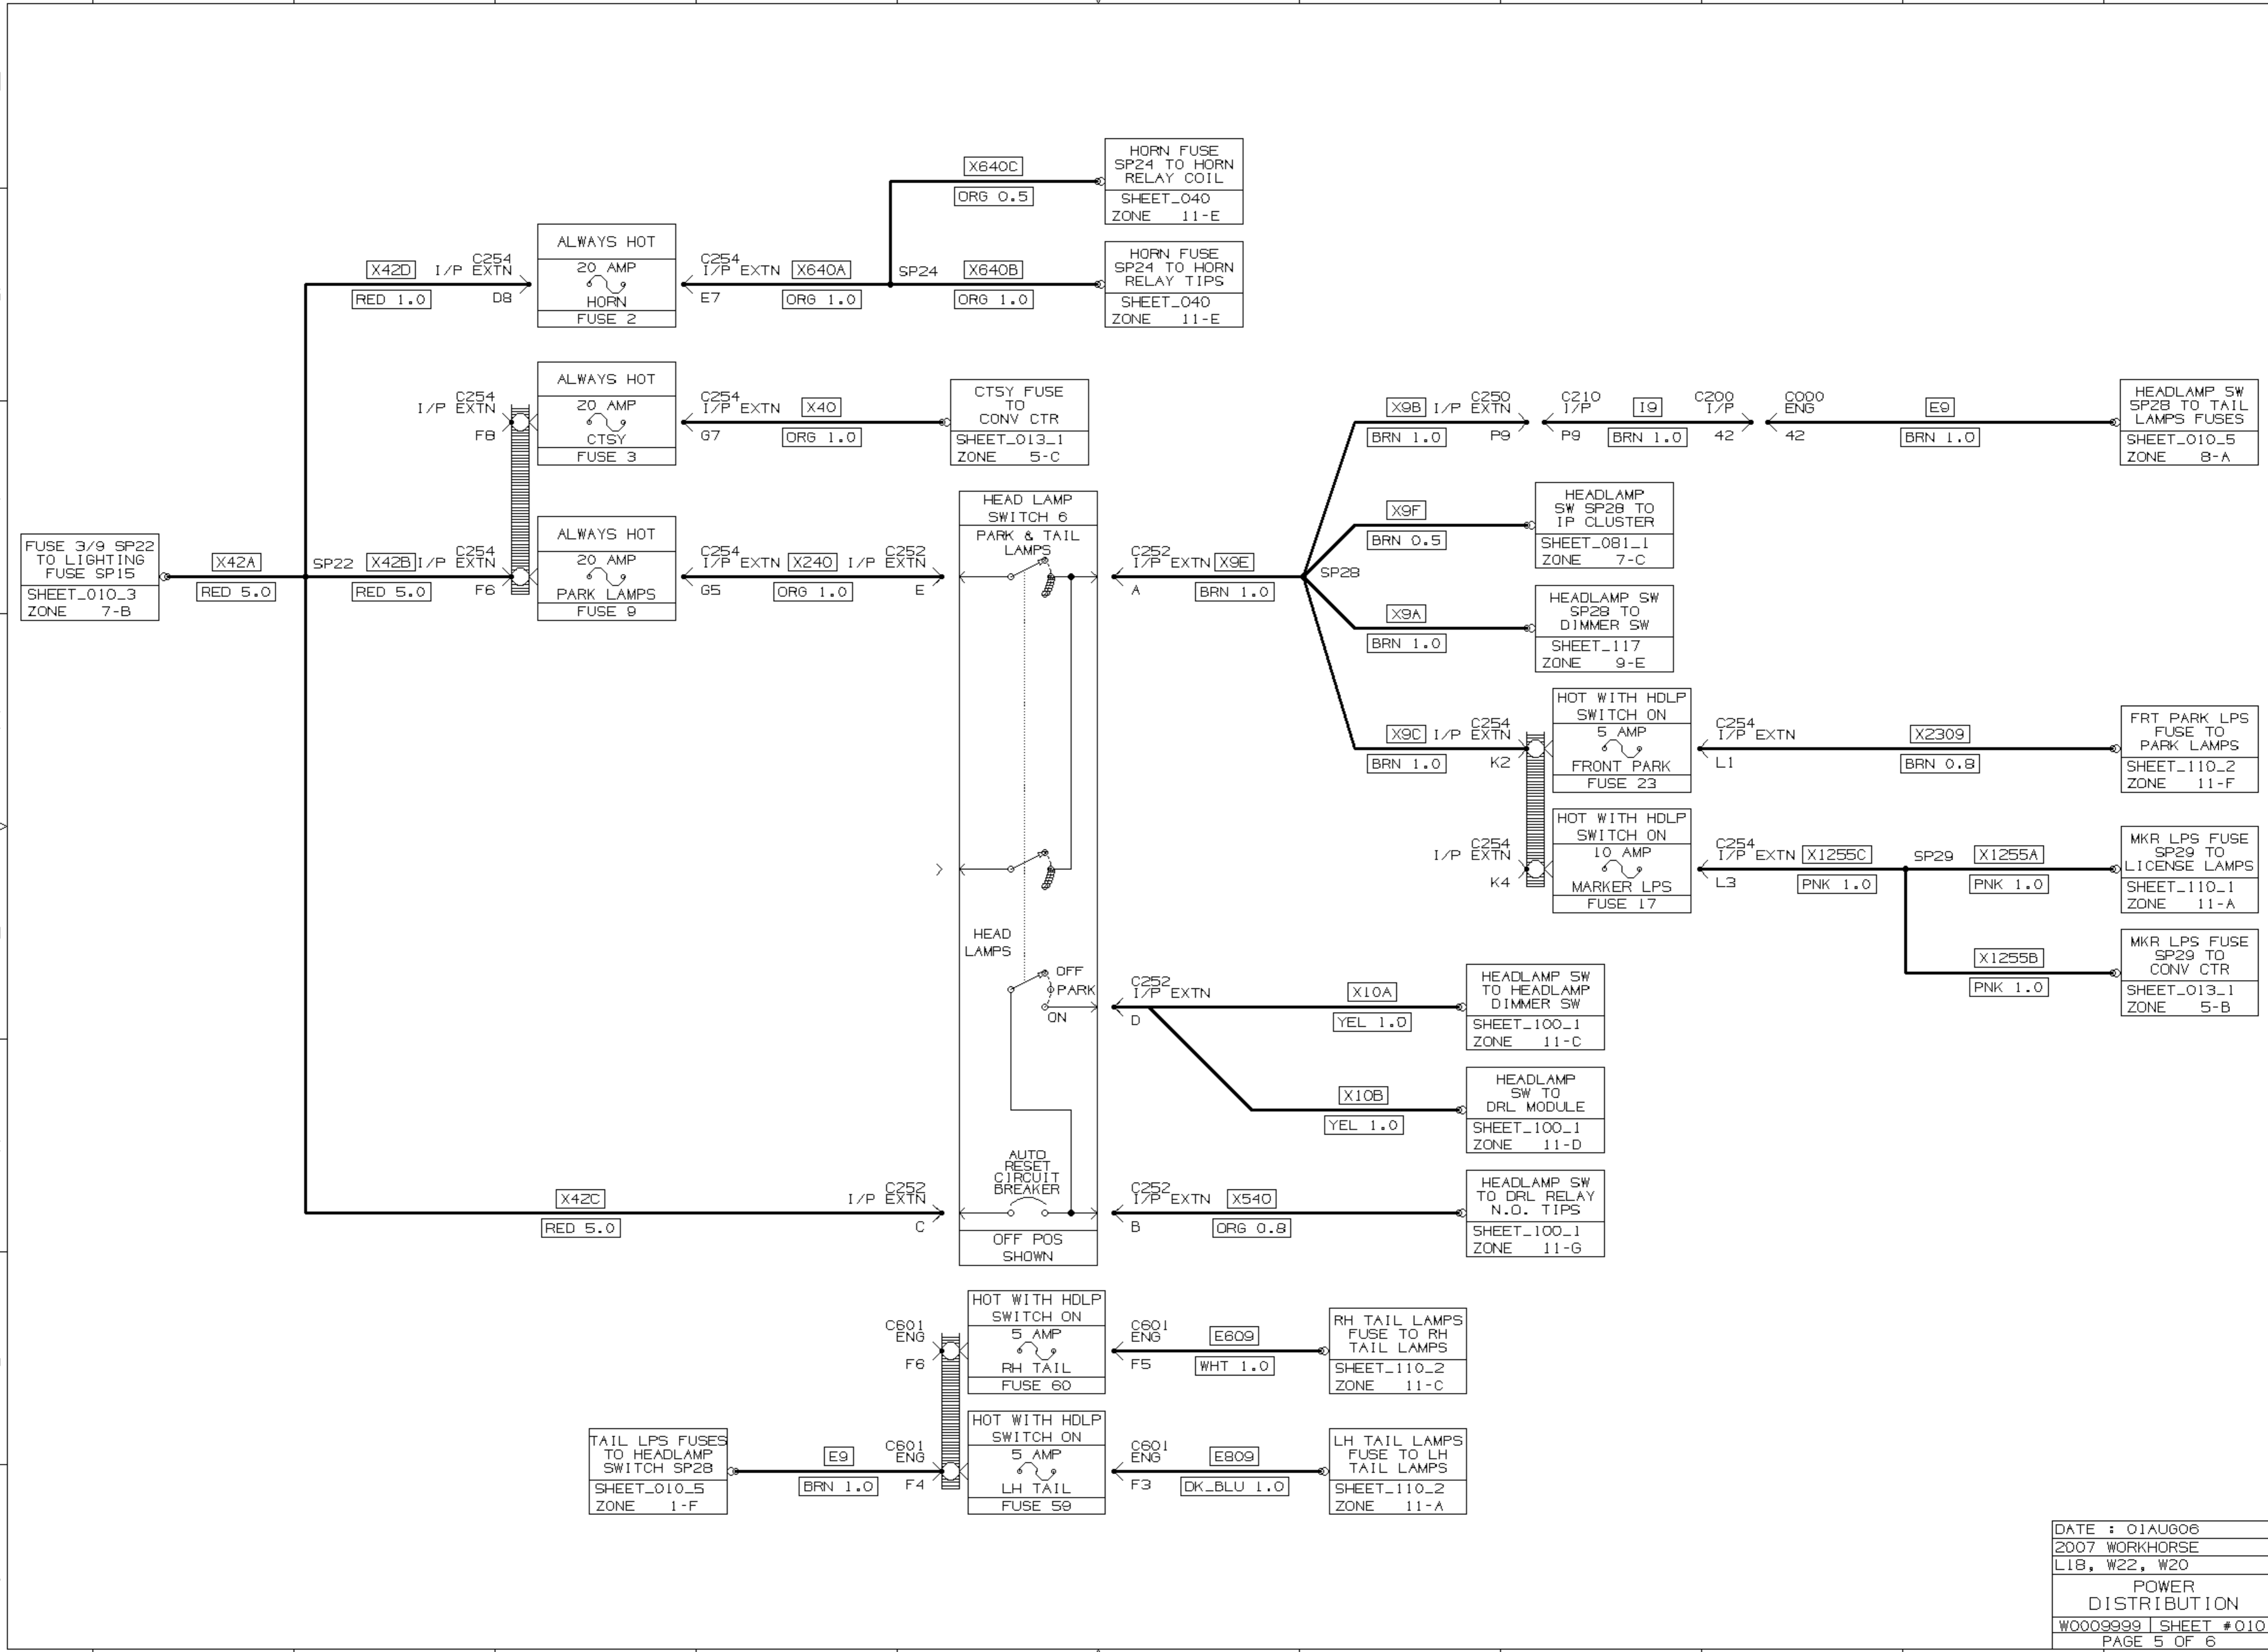 HORN FUSE
SP24 TO HORN
RELAY COIL
SHEET_040
ZONE 11-E
X640C
ORG 0.5
HORN FUSE
SP24 TO HORN
RELAY TIPS
SHEET_040
ZONE 11-E
X42D
RED 1.0
C254
I/P EXTN
D8
ALWAYS HOT
20 AMP
HORN
FUSE 2
C254
I/P EXTN
E7
X640A
ORG 1.0
SP24
X640B
ORG 1.0
C254
I/P EXTN
F8
ALWAYS HOT
20 AMP
CTSY
FUSE 3
C254
I/P EXTN
G7
X40
ORG 1.0
CTSY FUSE
TO
CONV CTR
SHEET_013_1
ZONE 5-C
X9B
BRN 1.0
C250
I/P EXTN
P9
C210
I/P
P9
I9
BRN 1.0
C200
I/P
42
C000
ENG
42
E9
BRN 1.0
HEADLAMP SW
SP28 TO TAIL
LAMPS FUSES
SHEET_010_5
ZONE 8-A
FUSE 3/9 SP22
TO LIGHTING
FUSE SP15
SHEET_010_3
ZONE 7-B
X42A
RED 5.0
SP22
X42B
RED 5.0
C254
I/P EXTN
F6
ALWAYS HOT
20 AMP
PARK LAMPS
FUSE 9
C254
I/P EXTN
G5
X240
ORG 1.0
C252
I/P EXTN
E
HEAD LAMP
SWITCH 6
PARK & TAIL
LAMPS
C252
I/P EXTN
A
X9E
BRN 1.0
SP28
X9F
BRN 0.5
HEADLAMP
SW SP28 TO
IP CLUSTER
SHEET_081_1
ZONE 7-C
X9A
BRN 1.0
HEADLAMP SW
SP28 TO
DIMMER SW
SHEET_117
ZONE 9-E
X9C
BRN 1.0
C254
I/P EXTN
K2
HOT WITH HDLP
SWITCH ON
5 AMP
FRONT PARK
FUSE 23
C254
I/P EXTN
L1
X2309
BRN 0.8
FRT PARK LPS
FUSE TO
PARK LAMPS
SHEET_110_2
ZONE 11-F
C254
I/P EXTN
K4
HOT WITH HDLP
SWITCH ON
10 AMP
MARKER LPS
FUSE 17
C254
I/P EXTN
L3
X1255C
PNK 1.0
SP29
X1255A
PNK 1.0
MKR LPS FUSE
SP29 TO
LICENSE LAMPS
SHEET_110_1
ZONE 11-A
X1255B
PNK 1.0
MKR LPS FUSE
SP29 TO
CONV CTR
SHEET_013_1
ZONE 5-B
HEAD
LAMPS
OFF
PARK
ON
C252
I/P EXTN
D
X10A
YEL 1.0
HEADLAMP SW
TO HEADLAMP
DIMMER SW
SHEET_100_1
ZONE 11-C
X10B
YEL 1.0
HEADLAMP
SW TO
DRL MODULE
SHEET_100_1
ZONE 11-D
X42C
RED 5.0
C252
I/P EXTN
C
AUTO
RESET
CIRCUIT
BREAKER
OFF POS
SHOWN
C252
I/P EXTN
B
X540
ORG 0.8
HEADLAMP SW
TO DRL RELAY
N.O. TIPS
SHEET_100_1
ZONE 11-G
C601
ENG
F6
HOT WITH HDLP
SWITCH ON
5 AMP
RH TAIL
FUSE 60
C601
ENG
F5
E609
WHT 1.0
RH TAIL LAMPS
FUSE TO RH
TAIL LAMPS
SHEET_110_2
ZONE 11-C
TAIL LPS FUSES
TO HEADLAMP
SWITCH SP28
SHEET_010_5
ZONE 1-F
E9
BRN 1.0
C601
ENG
F4
HOT WITH HDLP
SWITCH ON
5 AMP
LH TAIL
FUSE 59
C601
ENG
F3
E809
DK_BLU 1.0
LH TAIL LAMPS
FUSE TO LH
TAIL LAMPS
SHEET_110_2
ZONE 11-A
DATE : 01AUG06
2007 WORKHORSE
L18, W22, W20
POWER
DISTRIBUTION
W0009999 SHEET #010
PAGE 5 OF 6